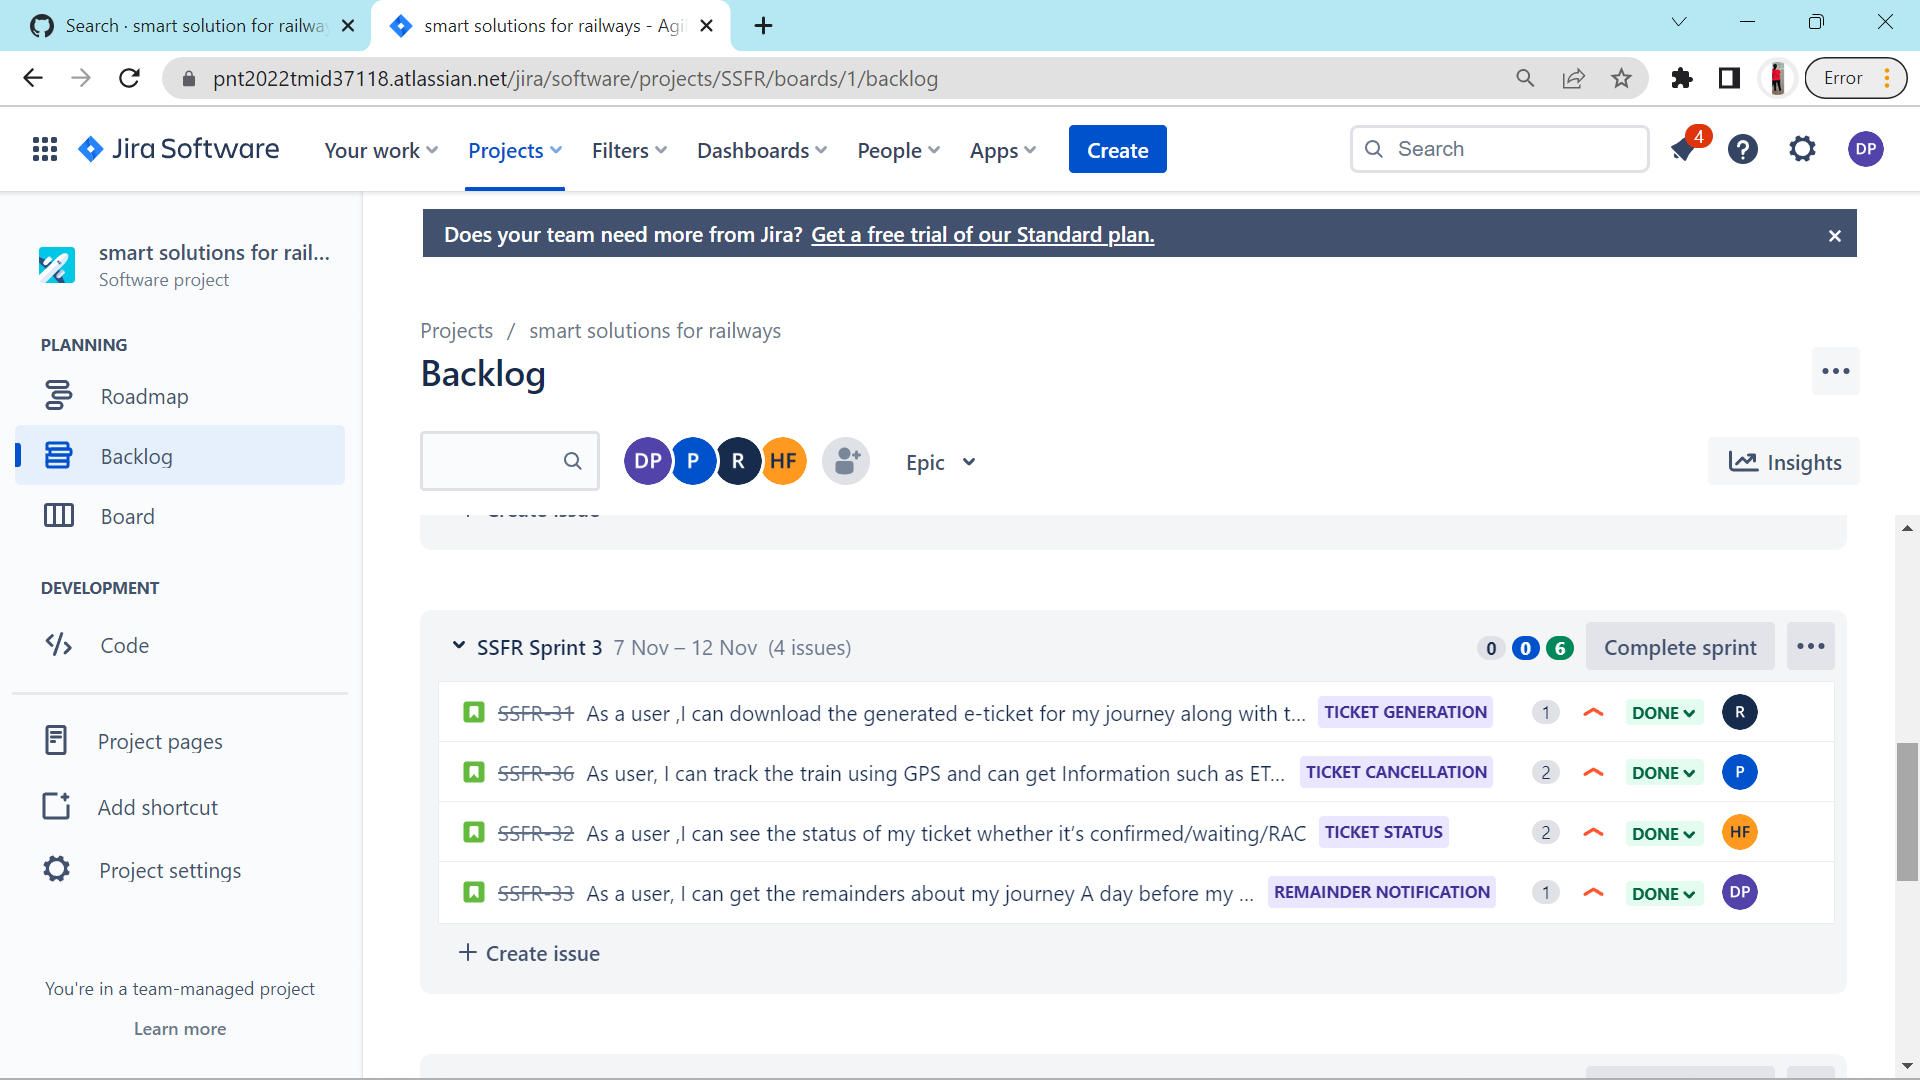 Search · smart solution for railwa
smart solutions for railways - Agi
pnt2022tmid37118.atlassian.net/jira/software/projects/SSFR/boards/1/backlog
Error
Jira Software
Your work
Projects
Filters
Dashboards
People
Apps
Create
Search
4
DP
smart solutions for rail...
Software project
Does your team need more from Jira? Get a free trial of our Standard plan.
Projects / smart solutions for railways
Backlog
PLANNING
Roadmap
Backlog
Board
DP P R HF
Epic
Insights
Create issue
DEVELOPMENT
Code
SSFR Sprint 3 7 Nov – 12 Nov (4 issues)
0 0 6
Complete sprint
SSFR-31 As a user ,I can download the generated e-ticket for my journey along with t... TICKET GENERATION 1 DONE R
SSFR-36 As user, I can track the train using GPS and can get Information such as ET... TICKET CANCELLATION 2 DONE P
SSFR-32 As a user ,I can see the status of my ticket whether it’s confirmed/waiting/RAC TICKET STATUS 2 DONE HF
SSFR-33 As a user, I can get the remainders about my journey A day before my ... REMAINDER NOTIFICATION 1 DONE DP
+ Create issue
Project pages
Add shortcut
Project settings
You're in a team-managed project
Learn more